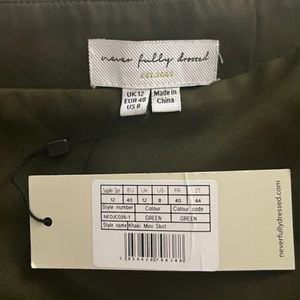 never fully dressed
EST.2009
UK 12
EUR 40
US 8
Made in
China
Supplier Size EU UK US FR IT
12 40 12 8 40 44
Style number Colour Colour code
GREEN GREEN
Style name Khaki Mini Skirt
neverfullydressed.com